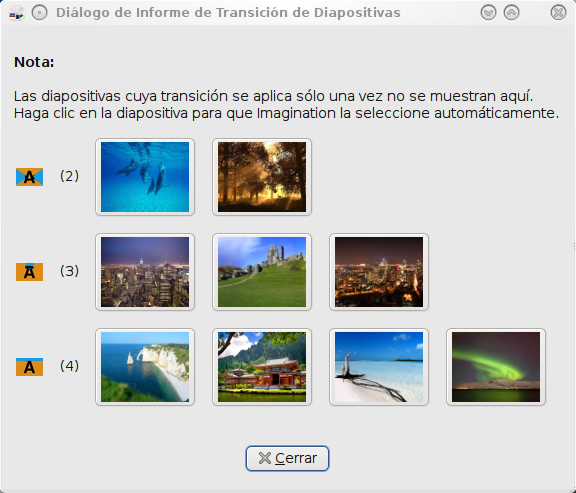 Diálogo de Informe de Transición de Diapositivas
Nota:
Las diapositivas cuya transición se aplica sólo una vez no se muestran aquí.
Haga clic en la diapositiva para que Imagination la seleccione automáticamente.
A (2)
A (3)
A (4)
Cerrar